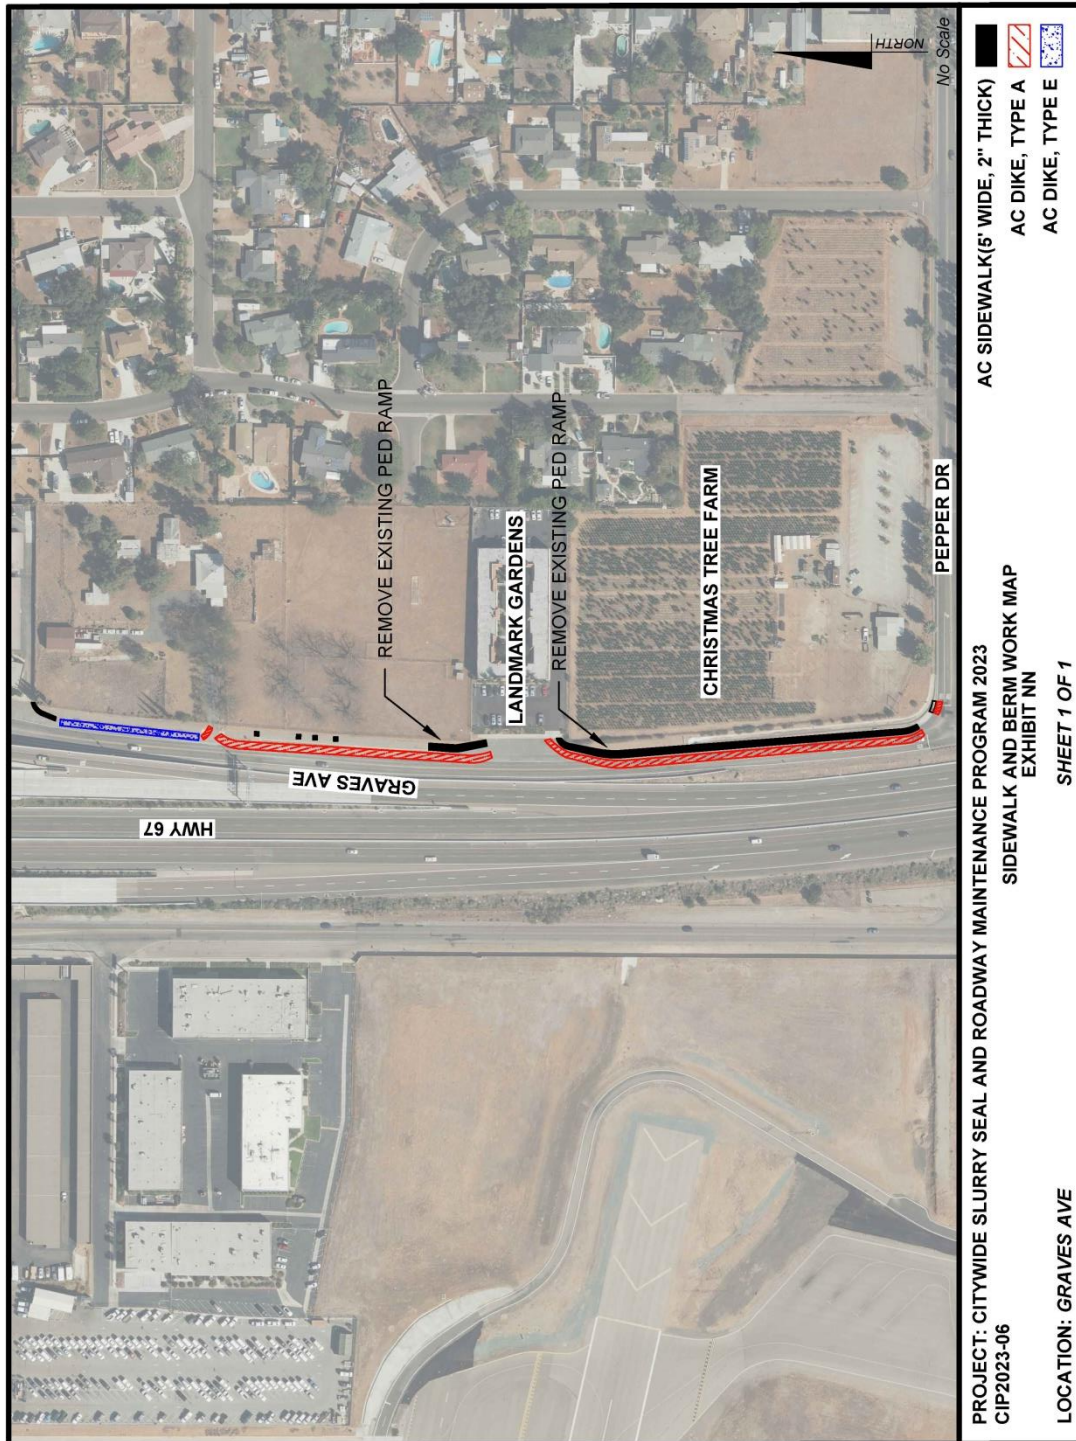 NORTH
No Scale
REMOVE EXISTING PED RAMP
LANDMARK GARDENS
REMOVE EXISTING PED RAMP
CHRISTMAS TREE FARM
PEPPER DR
GRAVES AVE
HWY 67
PROJECT: CITYWIDE SLURRY SEAL AND ROADWAY MAINTENANCE PROGRAM 2023
CIP2023-06
SIDEWALK AND BERM WORK MAP
EXHIBIT NN
LOCATION: GRAVES AVE
SHEET 1 OF 1
AC SIDEWALK(5' WIDE, 2" THICK)
AC DIKE, TYPE A
AC DIKE, TYPE E